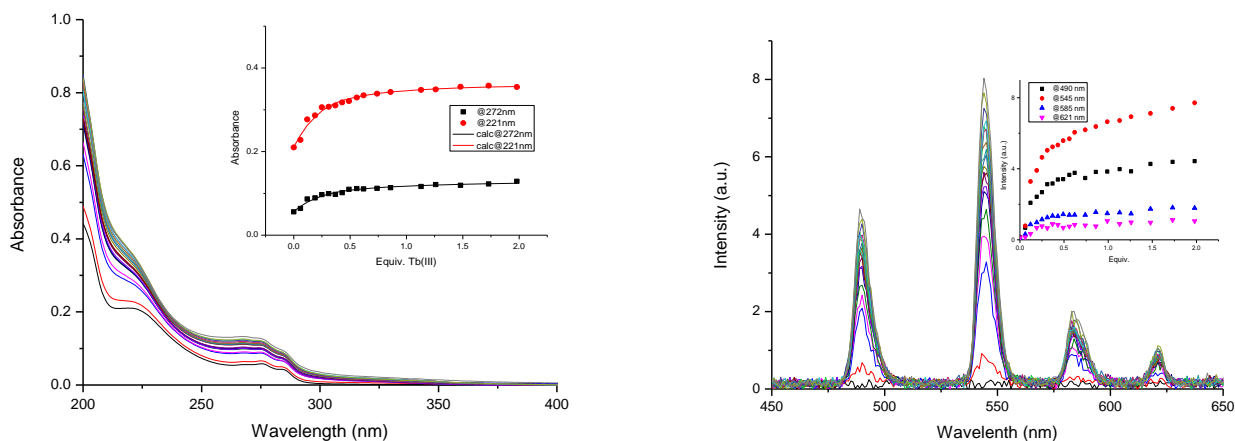 1.0
0.8
0.6
0.4
0.2
0.0
Absorbance
200
250
300
350
400
Wavelength (nm)
0.4
0.2
0.0
Absorbance
0.0
0.5
1.0
1.5
2.0
Equiv. Tb(III)
@272nm
@221nm
calc@272nm
calc@221nm
8
6
4
2
0
Intensity (a.u.)
450
500
550
600
650
Wavelenth (nm)
8
4
0
Intensity (a.u.)
0.0
0.5
1.0
1.5
2.0
Equiv.
@490 nm
@545 nm
@585 nm
@621 nm